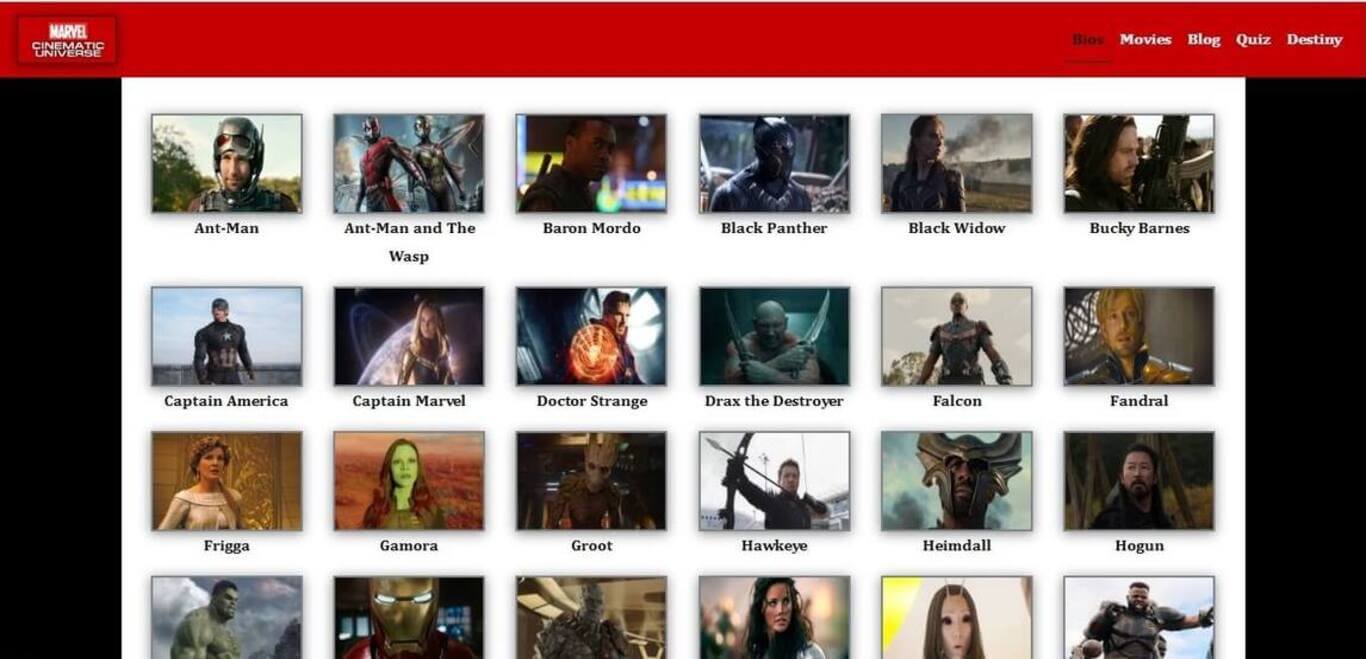 MARVEL
CINEMATIC
UNIVERSE
Bios Movies Blog Quiz Destiny
Ant-Man
Ant-Man and The
Wasp
Baron Mordo
Black Panther
Black Widow
Bucky Barnes
Captain America
Captain Marvel
Doctor Strange
Drax the Destroyer
Falcon
Fandral
Frigga
Gamora
Groot
Hawkeye
Heimdall
Hogun